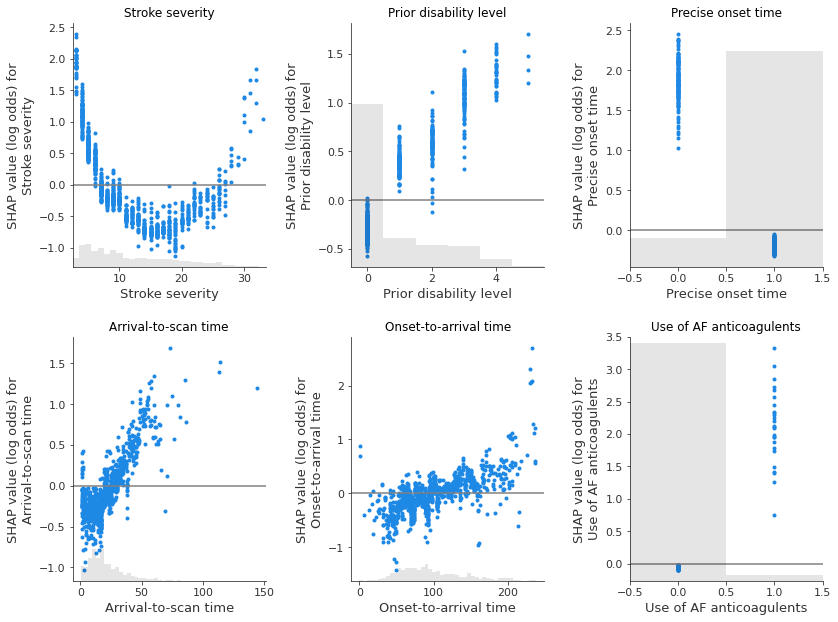 Stroke severity
SHAP value (log odds) for
Stroke severity
2.5
2.0
1.5
1.0
0.5
0.0
−0.5
−1.0
10
20
30
Stroke severity
Prior disability level
SHAP value (log odds) for
Prior disability level
1.5
1.0
0.5
0.0
−0.5
0
2
4
Prior disability level
Precise onset time
SHAP value (log odds) for
Precise onset time
2.5
2.0
1.5
1.0
0.5
0.0
−0.5
0.0
0.5
1.0
1.5
Precise onset time
Arrival-to-scan time
SHAP value (log odds) for
Arrival-to-scan time
1.5
1.0
0.5
0.0
−0.5
−1.0
0
50
100
150
Arrival-to-scan time
Onset-to-arrival time
SHAP value (log odds) for
Onset-to-arrival time
2
1
0
−1
0
100
200
Onset-to-arrival time
Use of AF anticoagulents
SHAP value (log odds) for
Use of AF anticoagulents
3.5
3.0
2.5
2.0
1.5
1.0
0.5
0.0
−0.5
0.0
0.5
1.0
1.5
Use of AF anticoagulents